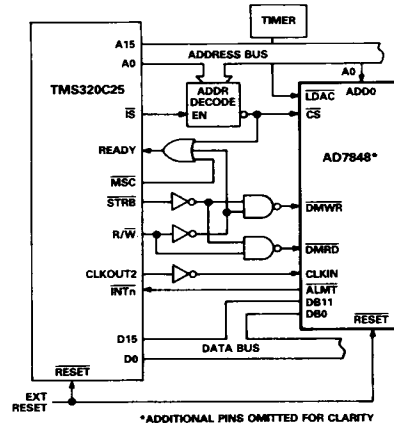 TIMER
A15
A0
ADDRESS BUS
A0
TMS320C25
ADDR
DECODE
EN
LDAC
ADD0
IS
CS
READY
AD7848*
MSC
STRB
DMWR
R/W
DMRD
CLKOUT2
CLKIN
INTn
ALMT
DB11
DB0
RESET
D15
D0
DATA BUS
RESET
EXT
RESET
*ADDITIONAL PINS OMITTED FOR CLARITY